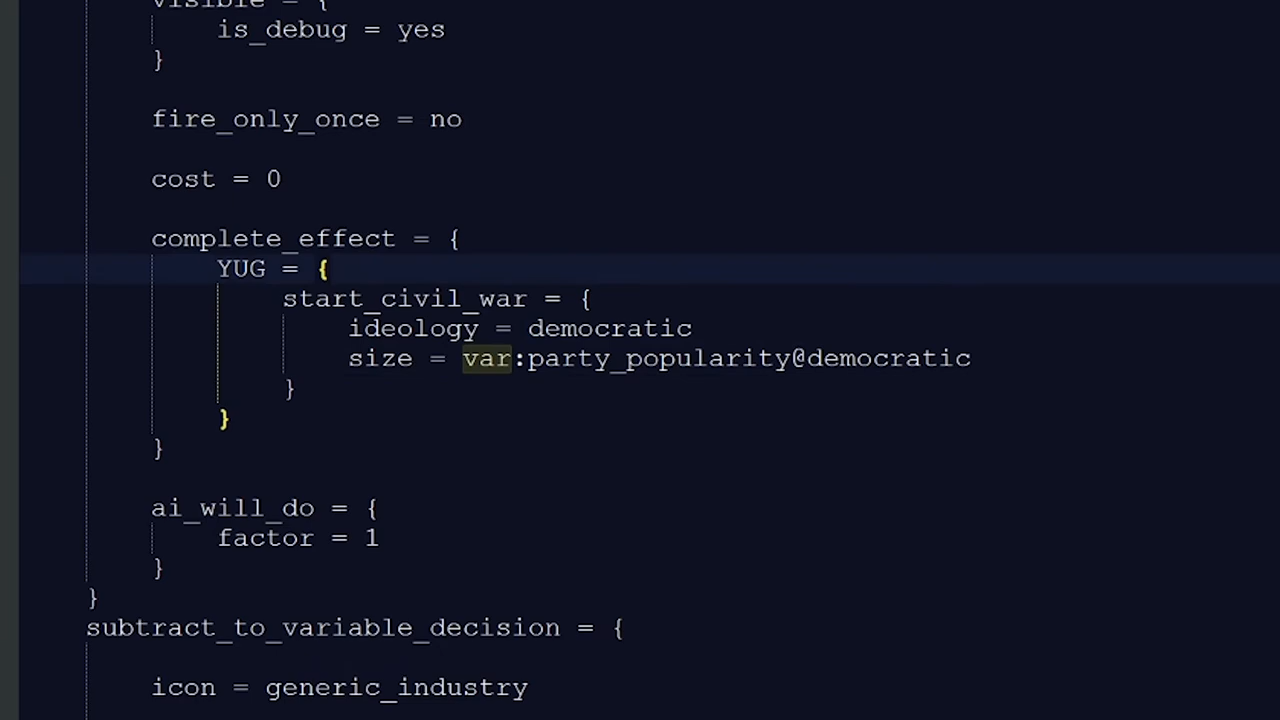 visible = {
is_debug = yes
}
fire_only_once = no
cost = 0
complete_effect = {
YUG = {
start_civil_war = {
ideology = democratic
size = var:party_popularity@democratic
}
}
}
ai_will_do = {
factor = 1
}
}
subtract_to_variable_decision = {
icon = generic_industry